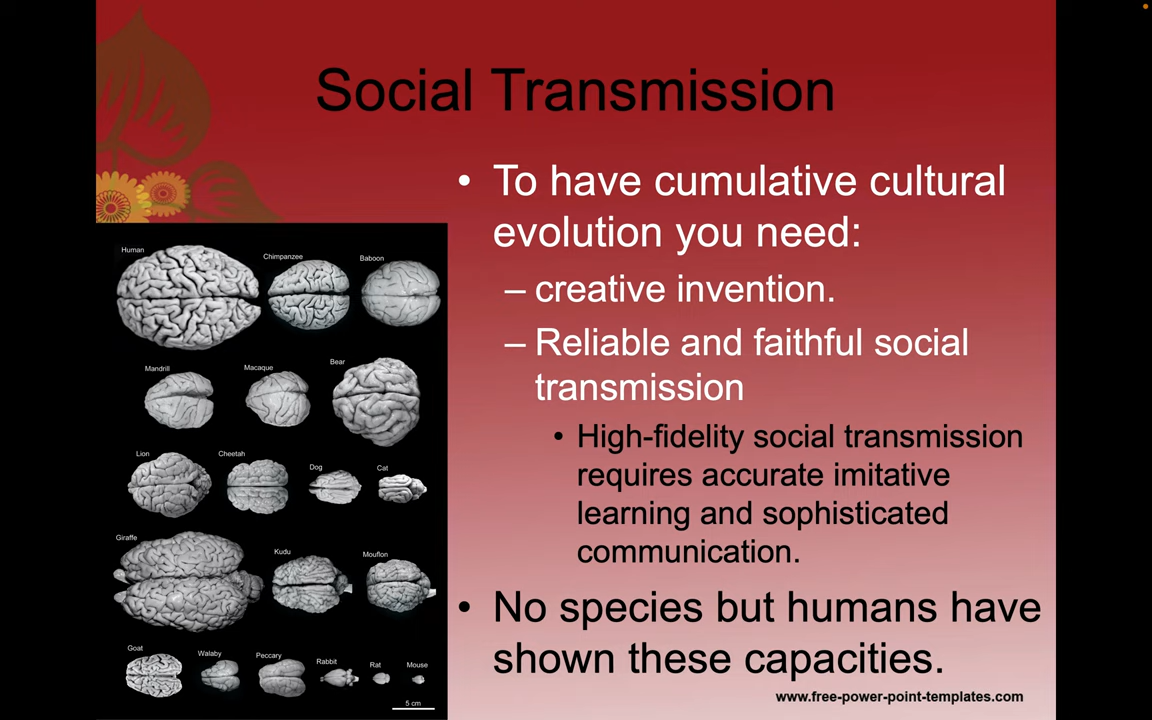 Social Transmission
• To have cumulative cultural
evolution you need:
– creative invention.
– Reliable and faithful social
transmission
• High-fidelity social transmission
requires accurate imitative
learning and sophisticated
communication.
• No species but humans have
shown these capacities.
Human
Chimpanzee
Baboon
Mandrill
Macaque
Bear
Lion
Cheetah
Dog
Cat
Giraffe
Kudu
Mouflon
Goat
Walaby
Peccary
Rabbit
Rat
Mouse
5 cm
www.free-power-point-templates.com